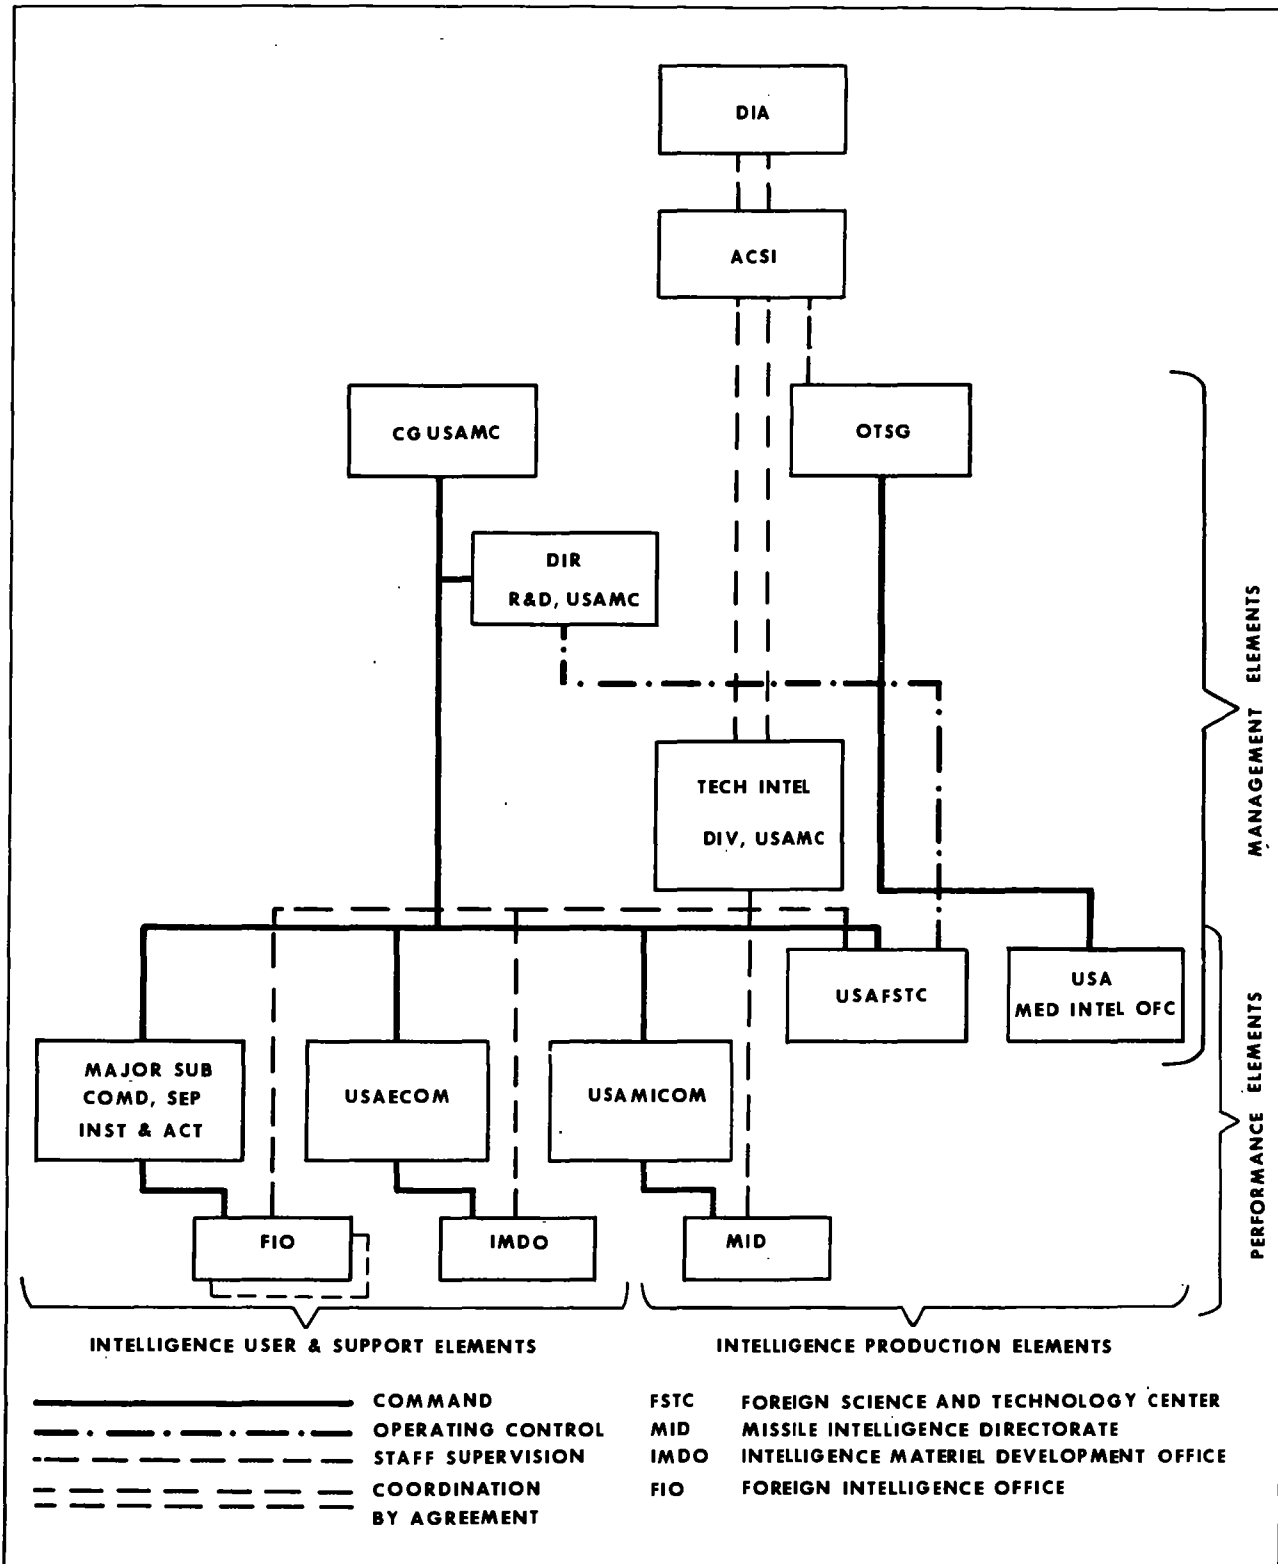 DIA
ACSI
CG USAMC
OTSG
DIR
R&D, USAMC
TECH INTEL
DIV, USAMC
USAFSTC
USA
MED INTEL OFC
MAJOR SUB
COMD, SEP
INST & ACT
USAECOM
USAMICOM
FIO
IMDO
MID
MANAGEMENT ELEMENTS
PERFORMANCE ELEMENTS
INTELLIGENCE USER & SUPPORT ELEMENTS
INTELLIGENCE PRODUCTION ELEMENTS
COMMAND
OPERATING CONTROL
STAFF SUPERVISION
COORDINATION
BY AGREEMENT
FSTC FOREIGN SCIENCE AND TECHNOLOGY CENTER
MID MISSILE INTELLIGENCE DIRECTORATE
IMDO INTELLIGENCE MATERIEL DEVELOPMENT OFFICE
FIO FOREIGN INTELLIGENCE OFFICE